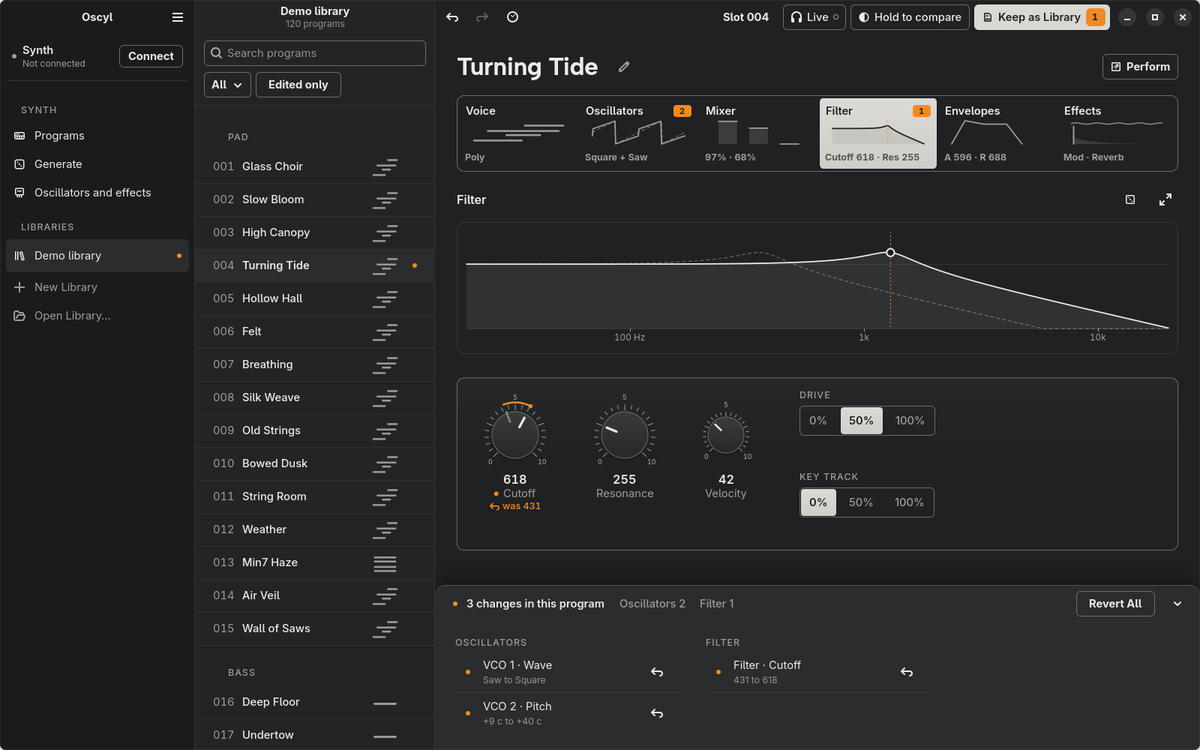 Oscyl
Synth
Not connected
Connect
SYNTH
Programs
Generate
Oscillators and effects
LIBRARIES
Demo library
New Library
Open Library...
Demo library
120 programs
Search programs
All
Edited only
PAD
001 Glass Choir
002 Slow Bloom
003 High Canopy
004 Turning Tide
005 Hollow Hall
006 Felt
007 Breathing
008 Silk Weave
009 Old Strings
010 Bowed Dusk
011 String Room
012 Weather
013 Min7 Haze
014 Air Veil
015 Wall of Saws
BASS
016 Deep Floor
017 Undertow
Slot 004
Live
Hold to compare
Keep as Library 1
Turning Tide
Perform
Voice
Poly
Oscillators 2
Square + Saw
Mixer
97% · 68%
Filter 1
Cutoff 618 · Res 255
Envelopes
A 596 · R 688
Effects
Mod · Reverb
Filter
100 Hz 1k 10k
5
0 10
618
Cutoff
was 431
5
0 10
255
Resonance
5
0 10
42
Velocity
DRIVE
0% 50% 100%
KEY TRACK
0% 50% 100%
3 changes in this program Oscillators 2 Filter 1
Revert All
OSCILLATORS
VCO 1 · Wave
Saw to Square
VCO 2 · Pitch
+9 c to +40 c
FILTER
Filter · Cutoff
431 to 618